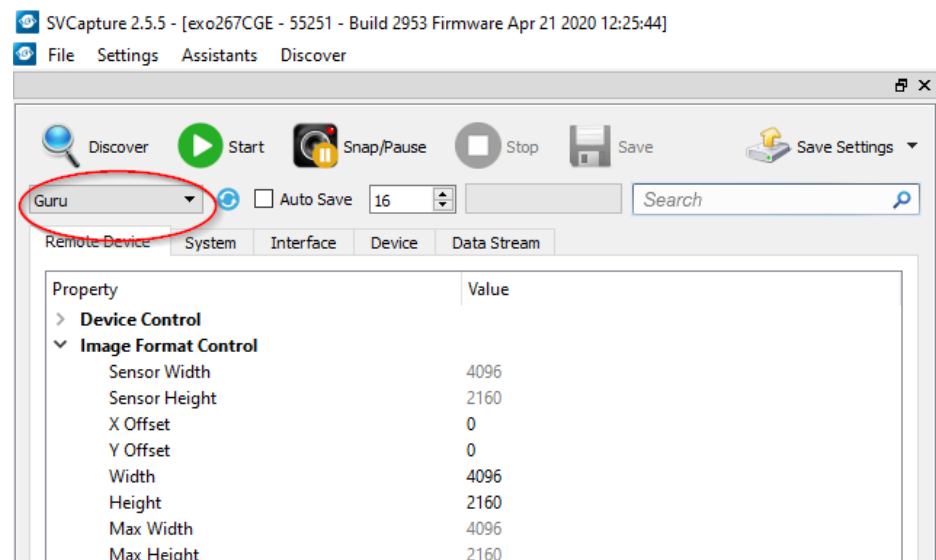 SVCapture 2.5.5 - [exo267CGE - 55251 - Build 2953 Firmware Apr 21 2020 12:25:44]
File Settings Assistants Discover
Discover Start Snap/Pause Stop Save Save Settings
Guru Auto Save 16 Search
Remote Device System Interface Device Data Stream
Property Value
Device Control
Image Format Control
Sensor Width 4096
Sensor Height 2160
X Offset 0
Y Offset 0
Width 4096
Height 2160
Max Width 4096
Max Height 2160